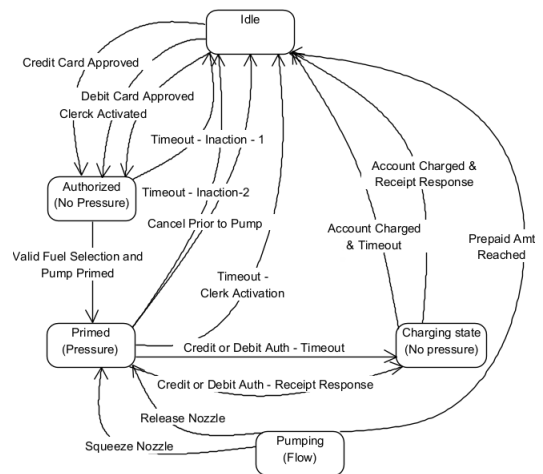 Idle
Credit Card Approved
Debit Card Approved
Clerck Activated
Timeout - Inaction - 1
Account Charged &
Receipt Response
Authorized
(No Pressure)
Timeout - Inaction-2
Cancel Prior to Pump
Account Charged
& Timeout
Prepaid Amt
Reached
Valid Fuel Selection and
Pump Primed
Timeout -
Clerk Activation
Primed
(Pressure)
Charging state
(No pressure)
Credit or Debit Auth - Timeout
Credit or Debit Auth - Receipt Response
Release Nozzle
Squeeze Nozzle
Pumping
(Flow)